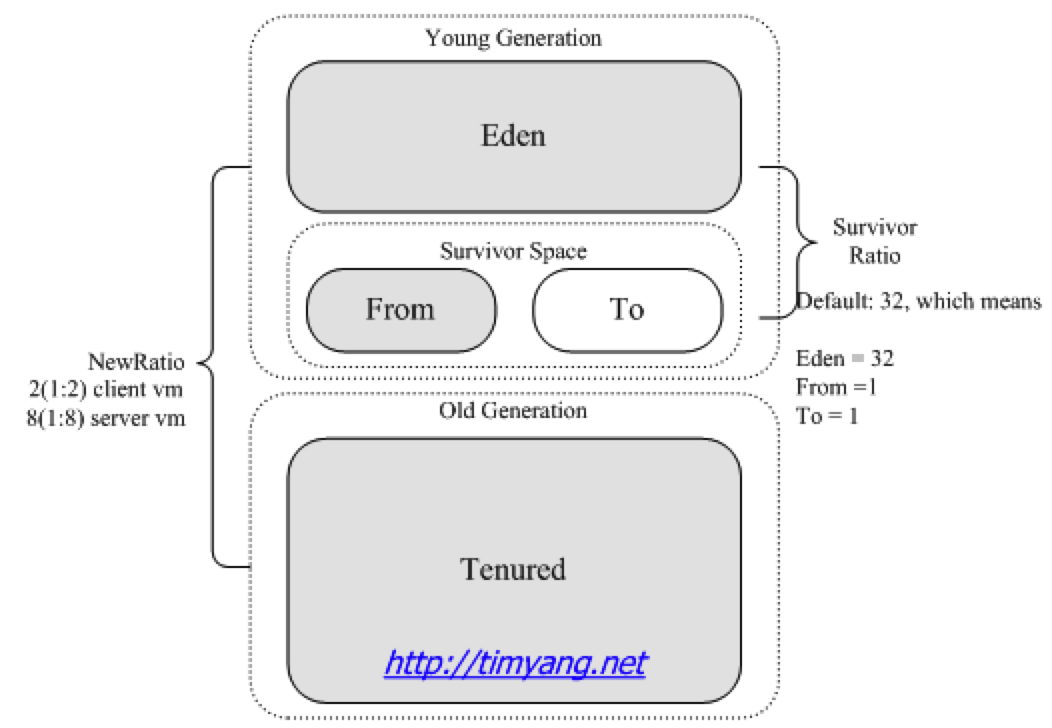 Young Generation
Eden
Survivor Space
From
To
Survivor
Ratio
Default: 32, which means
Eden = 32
From =1
To = 1
NewRatio
2(1:2) client vm
8(1:8) server vm
Old Generation
Tenured
http://timyang.net